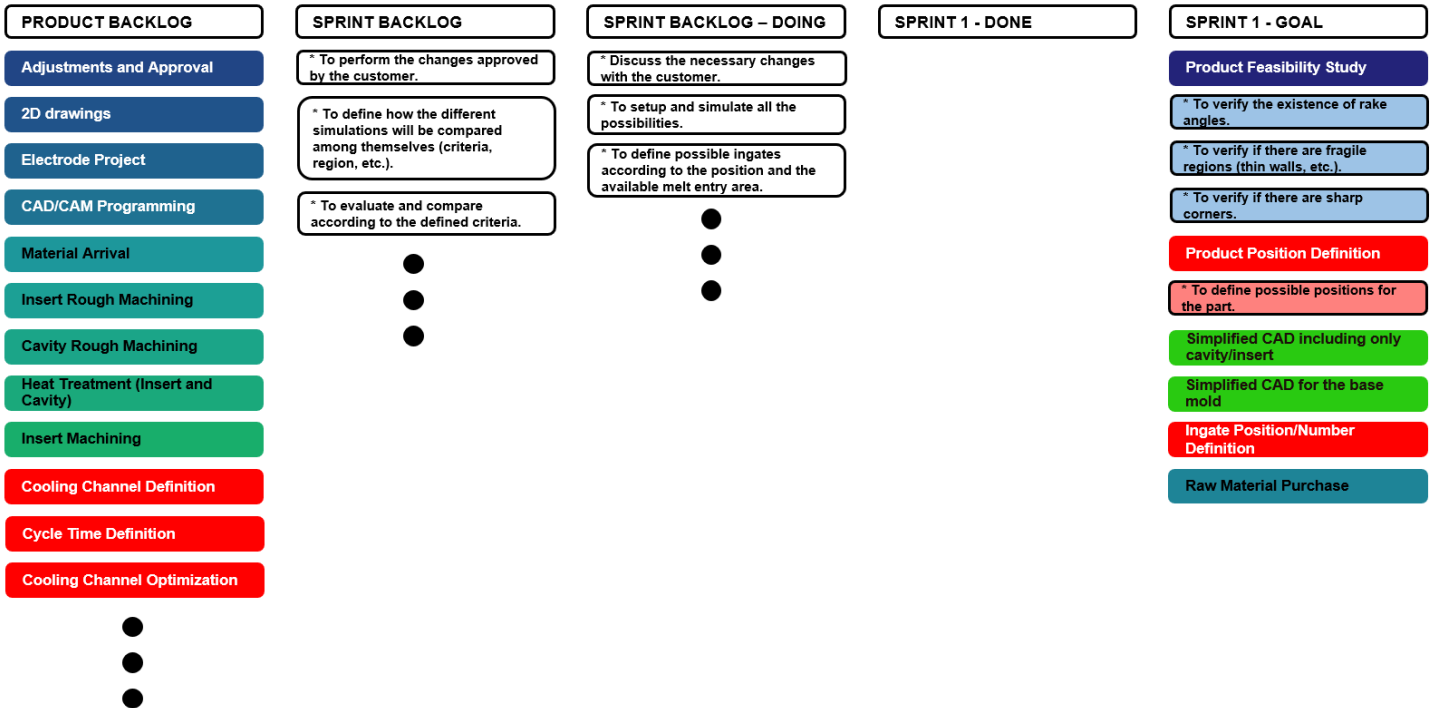 PRODUCT BACKLOG
Adjustments and Approval
2D drawings
Electrode Project
CAD/CAM Programming
Material Arrival
Insert Rough Machining
Cavity Rough Machining
Heat Treatment (Insert and
Cavity)
Insert Machining
Cooling Channel Definition
Cycle Time Definition
Cooling Channel Optimization
SPRINT BACKLOG
* To perform the changes approved
by the customer.
* To define how the different
simulations will be compared
among themselves (criteria,
region, etc.).
* To evaluate and compare
according to the defined criteria.
SPRINT BACKLOG – DOING
* Discuss the necessary changes
with the customer.
* To setup and simulate all the
possibilities.
* To define possible ingates
according to the position and the
available melt entry area.
SPRINT 1 - DONE
SPRINT 1 - GOAL
Product Feasibility Study
* To verify the existence of rake
angles.
* To verify if there are fragile
regions (thin walls, etc.).
* To verify if there are sharp
corners.
Product Position Definition
* To define possible positions for
the part.
Simplified CAD including only
cavity/insert
Simplified CAD for the base
mold
Ingate Position/Number
Definition
Raw Material Purchase